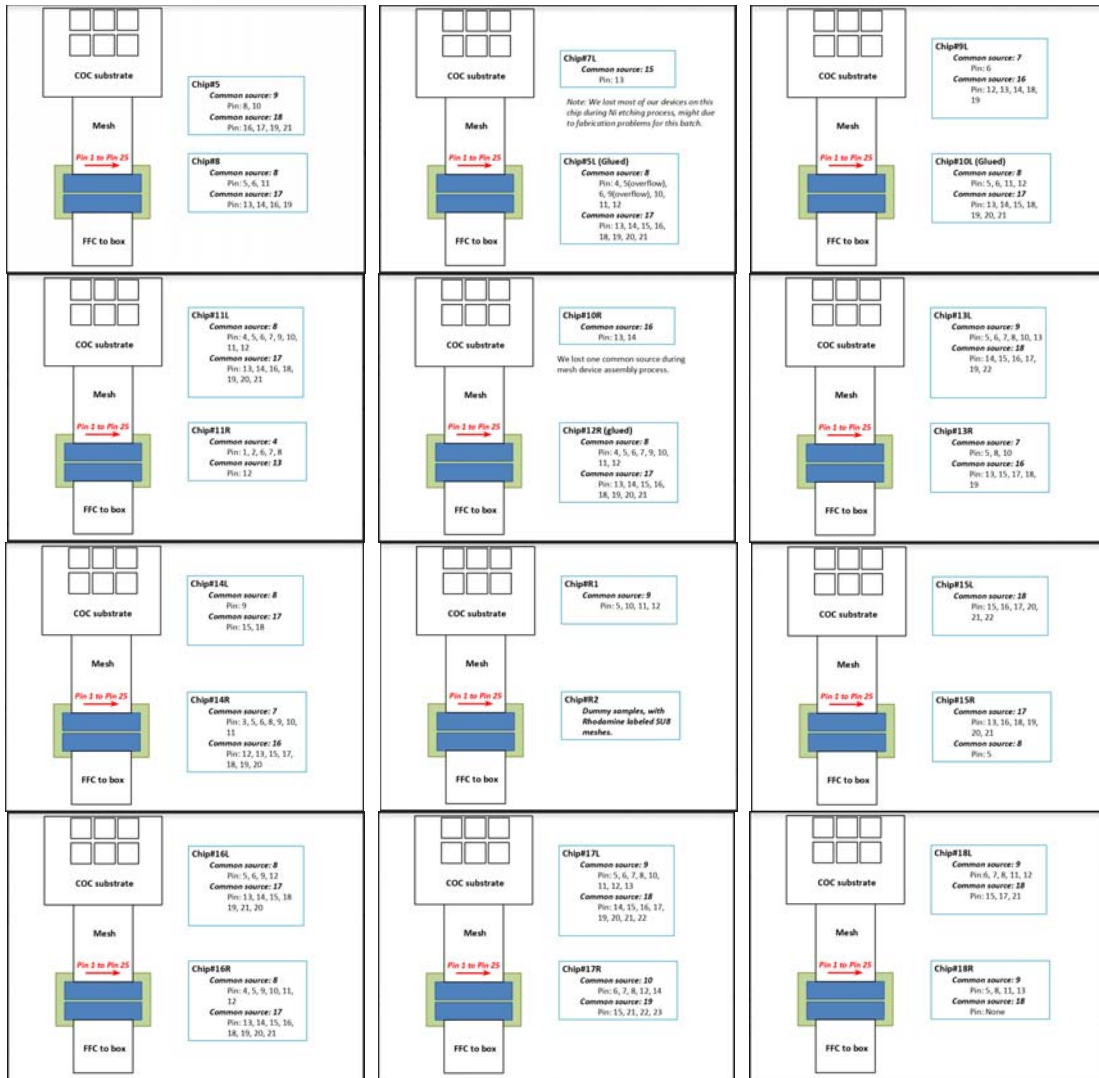 COC substrate
Mesh
Pin 1 to Pin 25
FFC to box
Chip#5
Common source: 9
Pin: 8, 10
Common source: 18
Pin: 16, 17, 19, 21
Chip#8
Common source: 8
Pin: 5, 6, 11
Common source: 17
Pin: 13, 14, 16, 19
COC substrate
Mesh
Pin 1 to Pin 25
FFC to box
Chip#7L
Common source: 15
Pin: 13
Note: We lost most of our devices on this
chip during Ni etching process, might due
to fabrication problems for this batch.
Chip#5L (Glued)
Common source: 8
Pin: 4, 5(overflow),
6, 9(overflow), 10,
11, 12
Common source: 17
Pin: 13, 14, 15, 16,
18, 19, 20, 21
COC substrate
Mesh
Pin 1 to Pin 25
FFC to box
Chip#9L
Common source: 7
Pin: 6
Common source: 16
Pin: 12, 13, 14, 18,
19
Chip#10L (Glued)
Common source: 8
Pin: 5, 6, 11, 12
Common source: 17
Pin: 13, 14, 15, 18,
19, 20, 21
COC substrate
Mesh
Pin 1 to Pin 25
FFC to box
Chip#11L
Common source: 8
Pin: 4, 5, 6, 7, 9, 10,
11, 12
Common source: 17
Pin: 13, 14, 16, 18,
19, 20, 21
Chip#11R
Common source: 4
Pin: 1, 2, 6, 7, 8
Common source: 13
Pin: 12
COC substrate
Mesh
Pin 1 to Pin 25
FFC to box
Chip#10R
Common source: 16
Pin: 13, 14
We lost one common source during
mesh device assembly process.
Chip#12R (glued)
Common source: 8
Pin: 4, 5, 6, 7, 9, 10,
11, 12
Common source: 17
Pin: 13, 14, 15, 16,
18, 19, 20, 21
COC substrate
Mesh
Pin 1 to Pin 25
FFC to box
Chip#13L
Common source: 9
Pin: 5, 6, 7, 8, 10, 13
Common source: 18
Pin: 14, 15, 16, 17,
19, 22
Chip#13R
Common source: 7
Pin: 5, 8, 10
Common source: 16
Pin: 13, 15, 17, 18,
19
COC substrate
Mesh
Pin 1 to Pin 25
FFC to box
Chip#14L
Common source: 8
Pin: 9
Common source: 17
Pin: 15, 18
Chip#14R
Common source: 7
Pin: 3, 5, 6, 8, 9, 10,
11
Common source: 16
Pin: 12, 13, 15, 17,
18, 19, 20
COC substrate
Mesh
Pin 1 to Pin 25
FFC to box
Chip#R1
Common source: 9
Pin: 5, 10, 11, 12
Chip#R2
Dummy samples, with
Rhodamine labeled SU8
meshes.
COC substrate
Mesh
Pin 1 to Pin 25
FFC to box
Chip#15L
Common source: 18
Pin: 15, 16, 17, 20,
21, 22
Chip#15R
Common source: 17
Pin: 13, 16, 18, 19,
20, 21
Common source: 8
Pin: 5
COC substrate
Mesh
Pin 1 to Pin 25
FFC to box
Chip#16L
Common source: 8
Pin: 5, 6, 9, 12
Common source: 17
Pin: 13, 14, 15, 18
19, 21, 20
Chip#16R
Common source: 8
Pin: 4, 5, 9, 10, 11,
12
Common source: 17
Pin: 13, 14, 15, 16,
18, 19, 20, 21
COC substrate
Mesh
Pin 1 to Pin 25
FFC to box
Chip#17L
Common source: 9
Pin: 5, 6, 7, 8, 10,
11, 12, 13
Common source: 18
Pin: 14, 15, 16, 17,
19, 20, 21, 22
Chip#17R
Common source: 10
Pin: 6, 7, 8, 12, 14
Common source: 19
Pin: 15, 21, 22, 23
COC substrate
Mesh
Pin 1 to Pin 25
FFC to box
Chip#18L
Common source: 9
Pin:6, 7, 8, 11, 12
Common source: 18
Pin: 15, 17, 21
Chip#18R
Common source: 9
Pin: 5, 8, 11, 13
Common source: 18
Pin: None